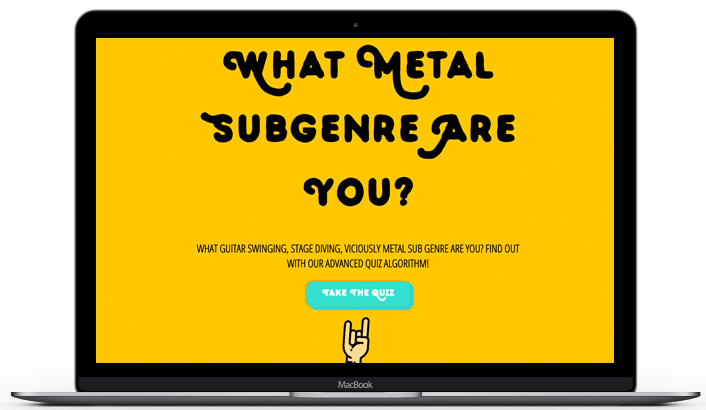 What Metal
Subgenre Are
You?
WHAT GUITAR SWINGING, STAGE DIVING, VICIOUSLY METAL SUB GENRE ARE YOU? FIND OUT
WITH OUR ADVANCED QUIZ ALGORITHM!
Take The Quiz
MacBook